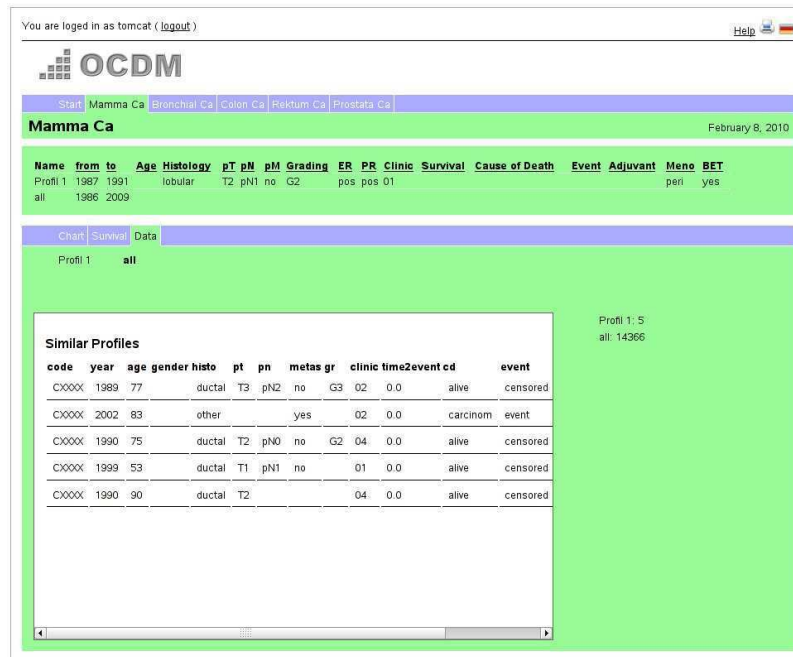 You are loged in as tomcat ( logout )
Help
OCDM
Start Mamma Ca Bronchial Ca Colon Ca Rektum Ca Prostata Ca
Mamma Ca February 8, 2010
Name from to Age Histology pT pN pM Grading ER PR Clinic Survival Cause of Death Event Adjuvant Meno BET
Profil 1 1987 1991 lobular T2 pN1 no G2 pos pos 01 peri yes
all 1986 2009
Chart Survival Data
Profil 1 all
Profil 1: 5
all: 14366
Similar Profiles
code year age gender histo pt pn metas gr clinic time2event cd event
CXXXX 1989 77 ductal T3 pN2 no G3 02 0.0 alive censored
CXXXX 2002 83 other yes 02 0.0 carcinom event
CXXXX 1990 75 ductal T2 pN0 no G2 04 0.0 alive censored
CXXXX 1999 53 ductal T1 pN1 no 01 0.0 alive censored
CXXXX 1990 90 ductal T2 04 0.0 alive censored